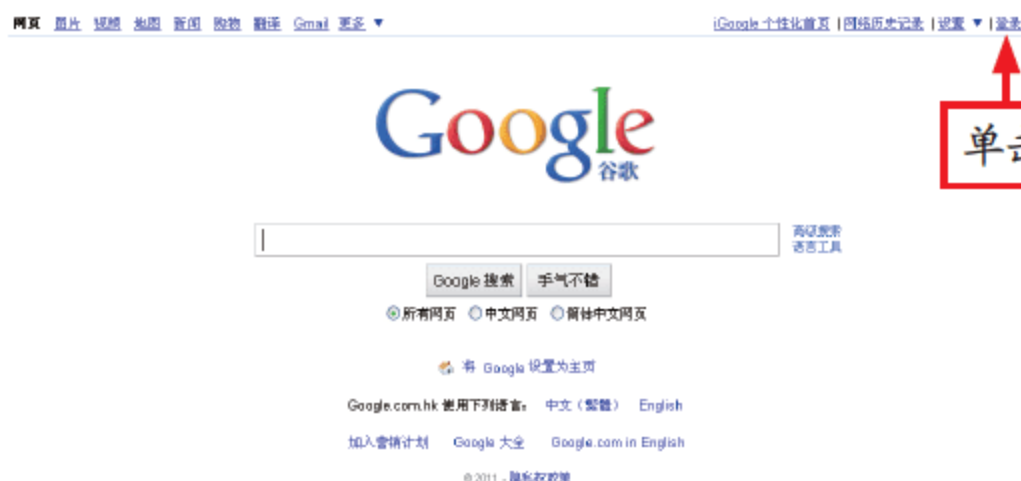 网页 图片 视频 地图 新闻 购物 翻译 Gmail 更多 ▼
iGoogle 个性化首页 | 网络历史记录 | 设置 ▼ | 登录
单击
Google
谷歌
高级搜索
语言工具
Google 搜索 手气不错
所有网页 中文网页 简体中文网页
将 Google 设置为主页
Google.com.hk 使用下列语言: 中文（繁體） English
加入营销计划 Google 大全 Google.com in English
© 2011 - 隐私权政策